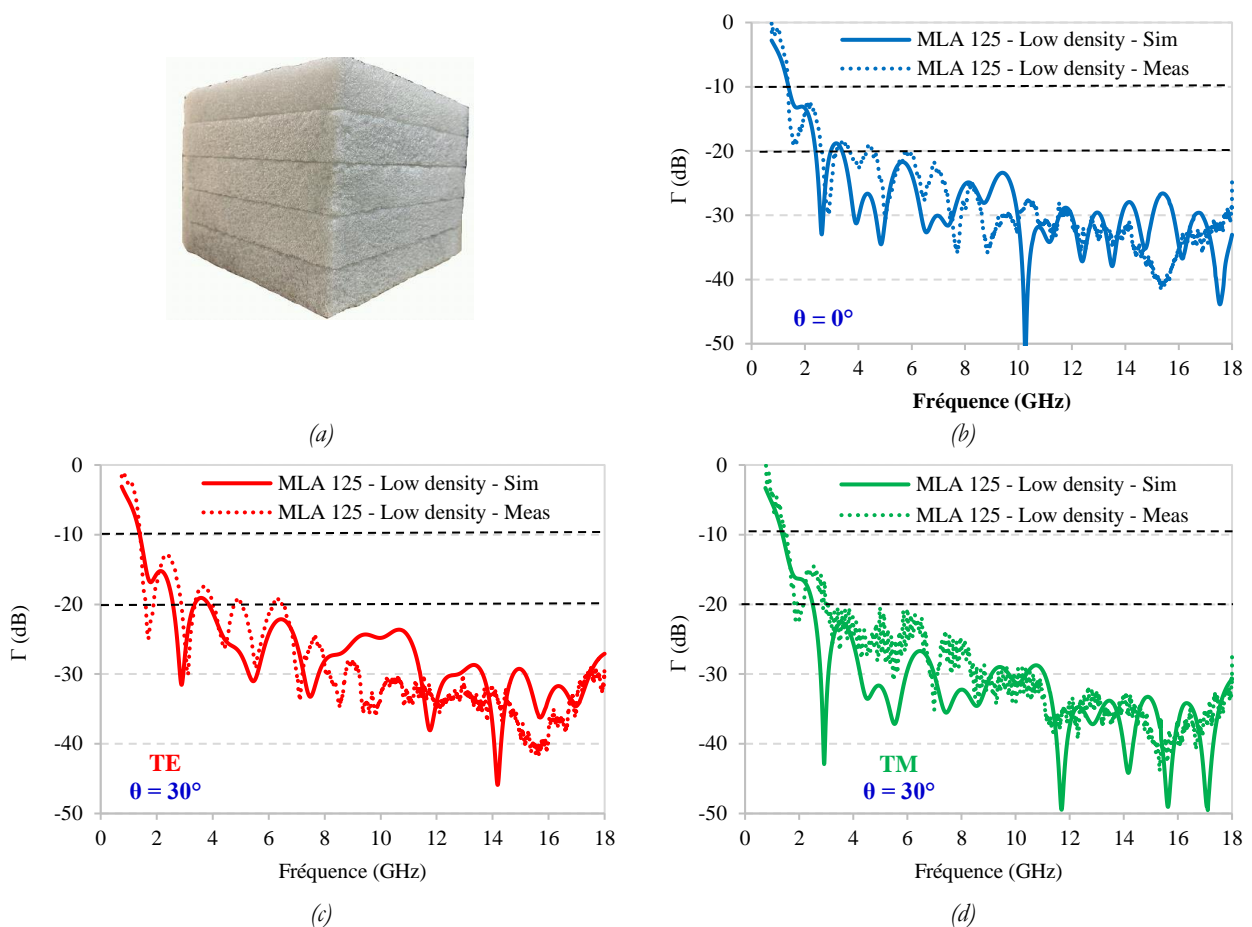 0
-10
-20
-30
-40
-50
Γ (dB)
MLA 125 - Low density - Sim
MLA 125 - Low density - Meas
θ = 0°
0 2 4 6 8 10 12 14 16 18
Fréquence (GHz)
(a)
(b)
0
-10
-20
-30
-40
-50
Γ (dB)
MLA 125 - Low density - Sim
MLA 125 - Low density - Meas
TE
θ = 30°
0 2 4 6 8 10 12 14 16 18
Fréquence (GHz)
(c)
0
-10
-20
-30
-40
-50
Γ (dB)
MLA 125 - Low density - Sim
MLA 125 - Low density - Meas
TM
θ = 30°
0 2 4 6 8 10 12 14 16 18
Fréquence (GHz)
(d)